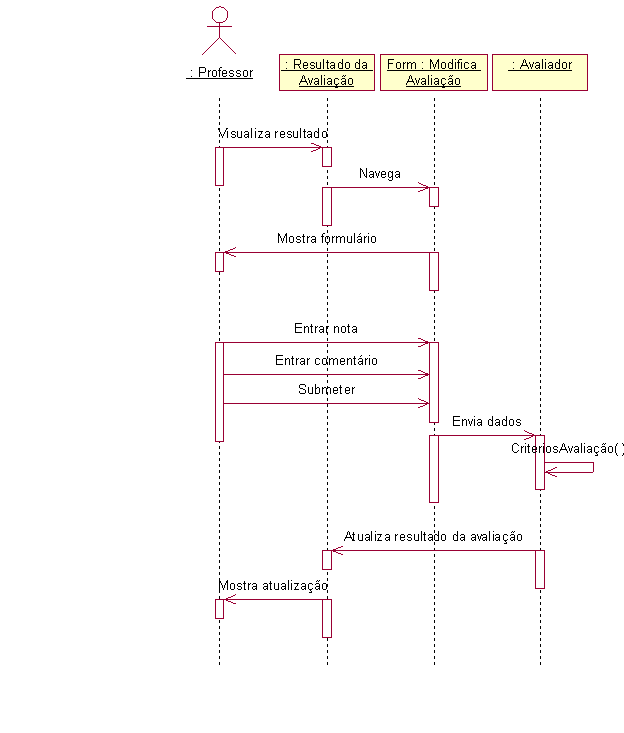 : Professor
: Resultado da
Avaliação
Form : Modifica
Avaliação
: Avaliador
Visualiza resultado
Navega
Mostra formulário
Entrar nota
Entrar comentário
Submeter
Envia dados
CriteriosAvaliação( )
Atualiza resultado da avaliação
Mostra atualização